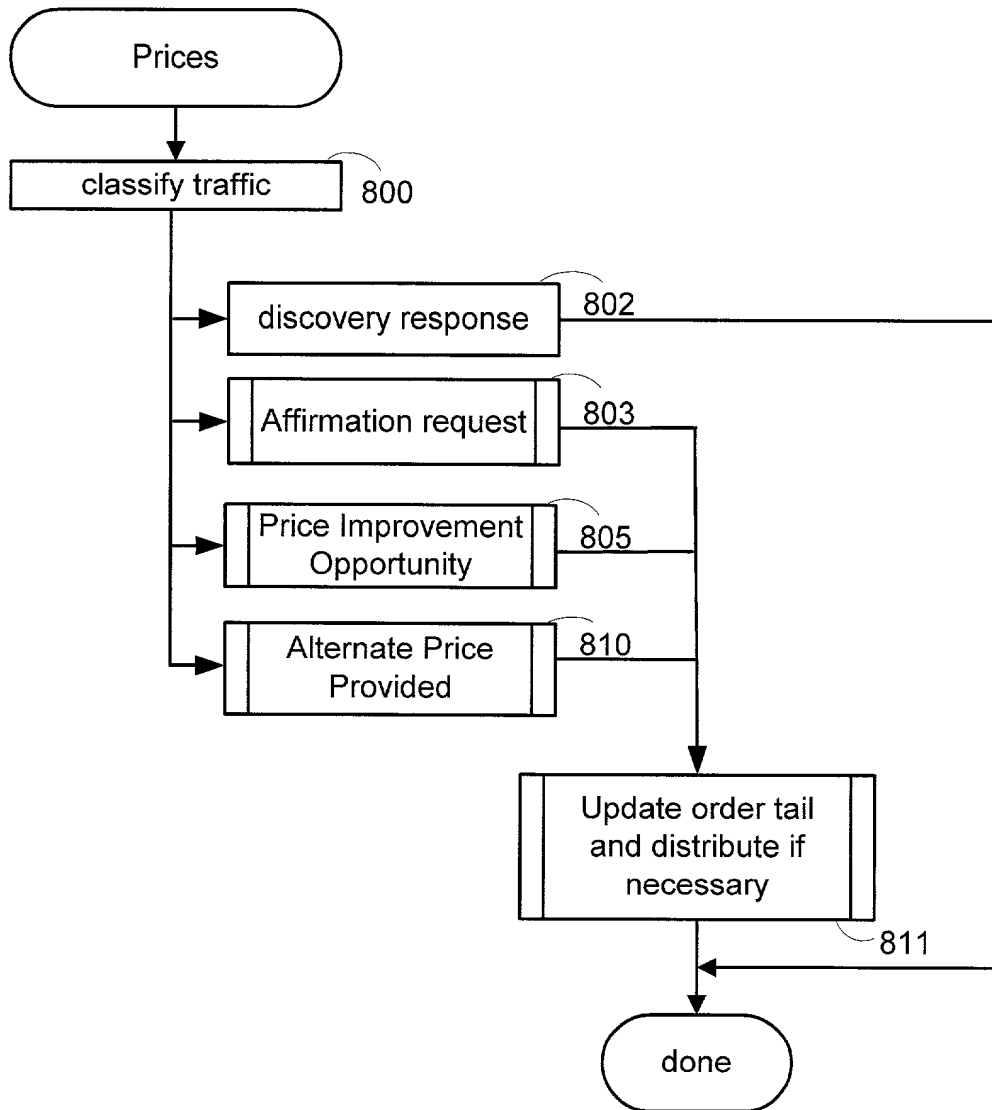 Prices
classify traffic
800
discovery response
802
Affirmation request
803
Price Improvement
Opportunity
805
Alternate Price
Provided
810
Update order tail
and distribute if
necessary
811
done